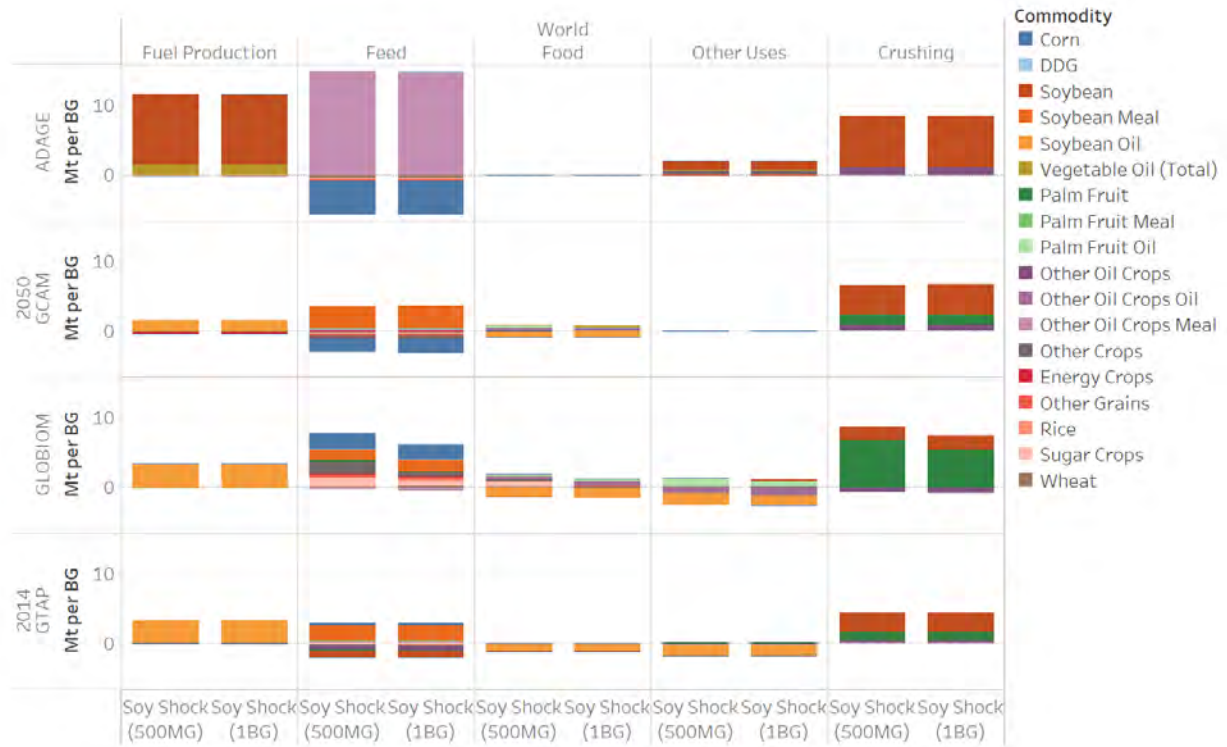 World
Fuel Production Feed Food Other Uses Crushing
ADAGE
Mt per BG
10
0
2050
GCAM
Mt per BG
10
0
GLOBIOM
Mt per BG
10
0
2014
GTAP
Mt per BG
10
0
Soy Shock Soy Shock Soy Shock Soy Shock Soy Shock Soy Shock Soy Shock Soy Shock Soy Shock Soy Shock
(500MG) (1BG) (500MG) (1BG) (500MG) (1BG) (500MG) (1BG) (500MG) (1BG)
Commodity
Corn
DDG
Soybean
Soybean Meal
Soybean Oil
Vegetable Oil (Total)
Palm Fruit
Palm Fruit Meal
Palm Fruit Oil
Other Oil Crops
Other Oil Crops Oil
Other Oil Crops Meal
Other Crops
Energy Crops
Other Grains
Rice
Sugar Crops
Wheat